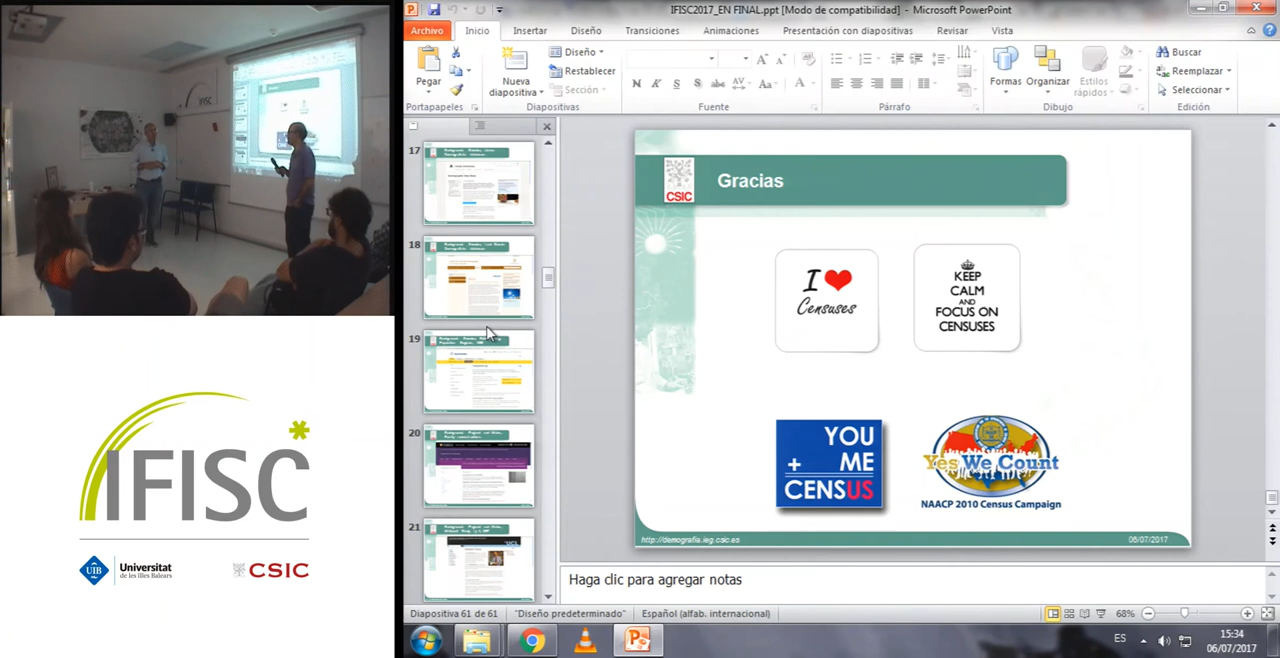 IFISC2017_EN FINAL.ppt [Modo de compatibilidad] - Microsoft PowerPoint
Archivo
Inicio
Insertar
Diseño
Transiciones
Animaciones
Presentación con diapositivas
Revisar
Vista
Pegar
Portapapeles
Nueva
diapositiva
Diseño
Restablecer
Sección
Diapositivas
N K S S abc AV Aa A
Fuente
Párrafo
Formas
Organizar
Estilos
rápidos
Dibujo
Buscar
Reemplazar
Seleccionar
Edición
17
18
19
20
21
CSIC
Gracias
I ❤
Censuses
KEEP
CALM
AND
FOCUS ON
CENSUSES
YOU
+ ME
CENSUS
Yes We Count
NAACP 2010 Census Campaign
http://demografia.ieg.csic.es
06/07/2017
Haga clic para agregar notas
Diapositiva 61 de 61
"Diseño predeterminado"
Español (alfab. internacional)
68%
ES
15:34
06/07/2017
IFISC
UIB
Universitat
de les Illes Balears
CSIC